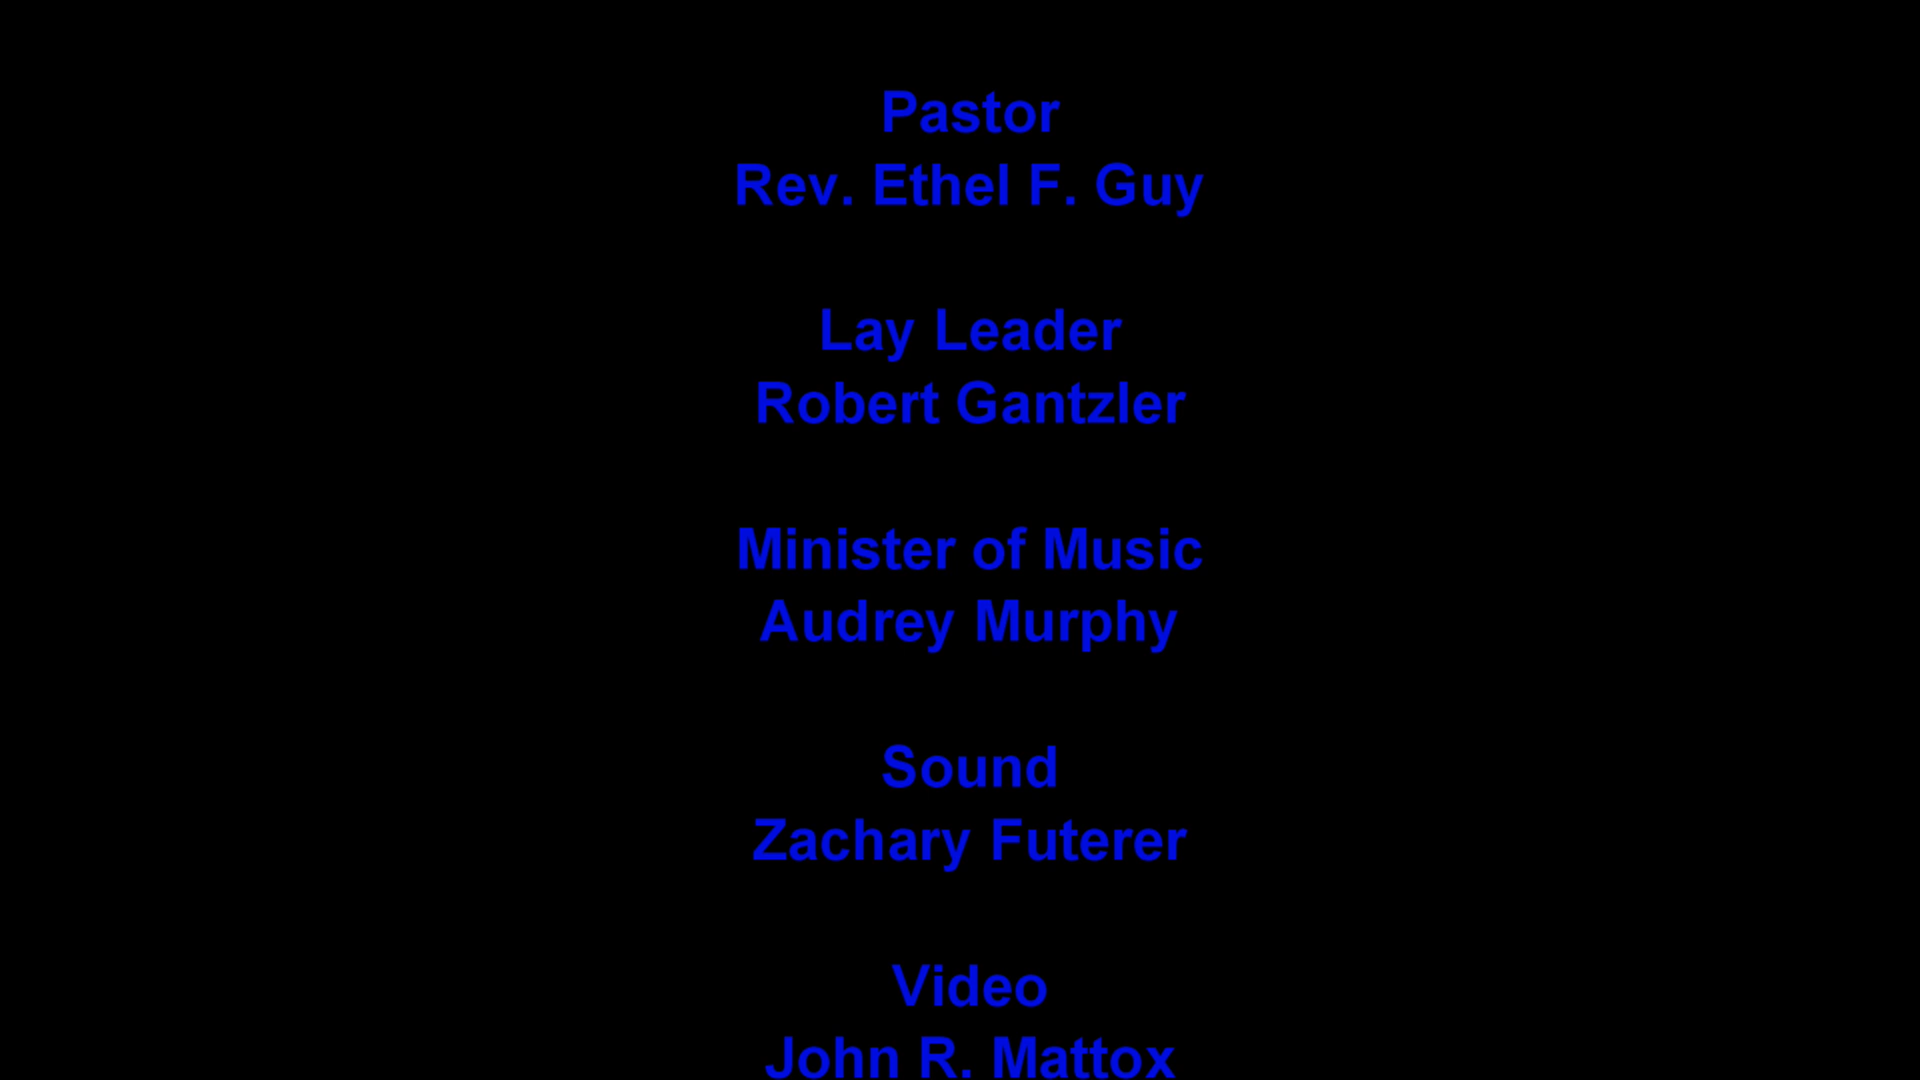 Pastor
Rev. Ethel F. Guy
Lay Leader
Robert Gantzler
Minister of Music
Audrey Murphy
Sound
Zachary Futerer
Video
John R. Mattox